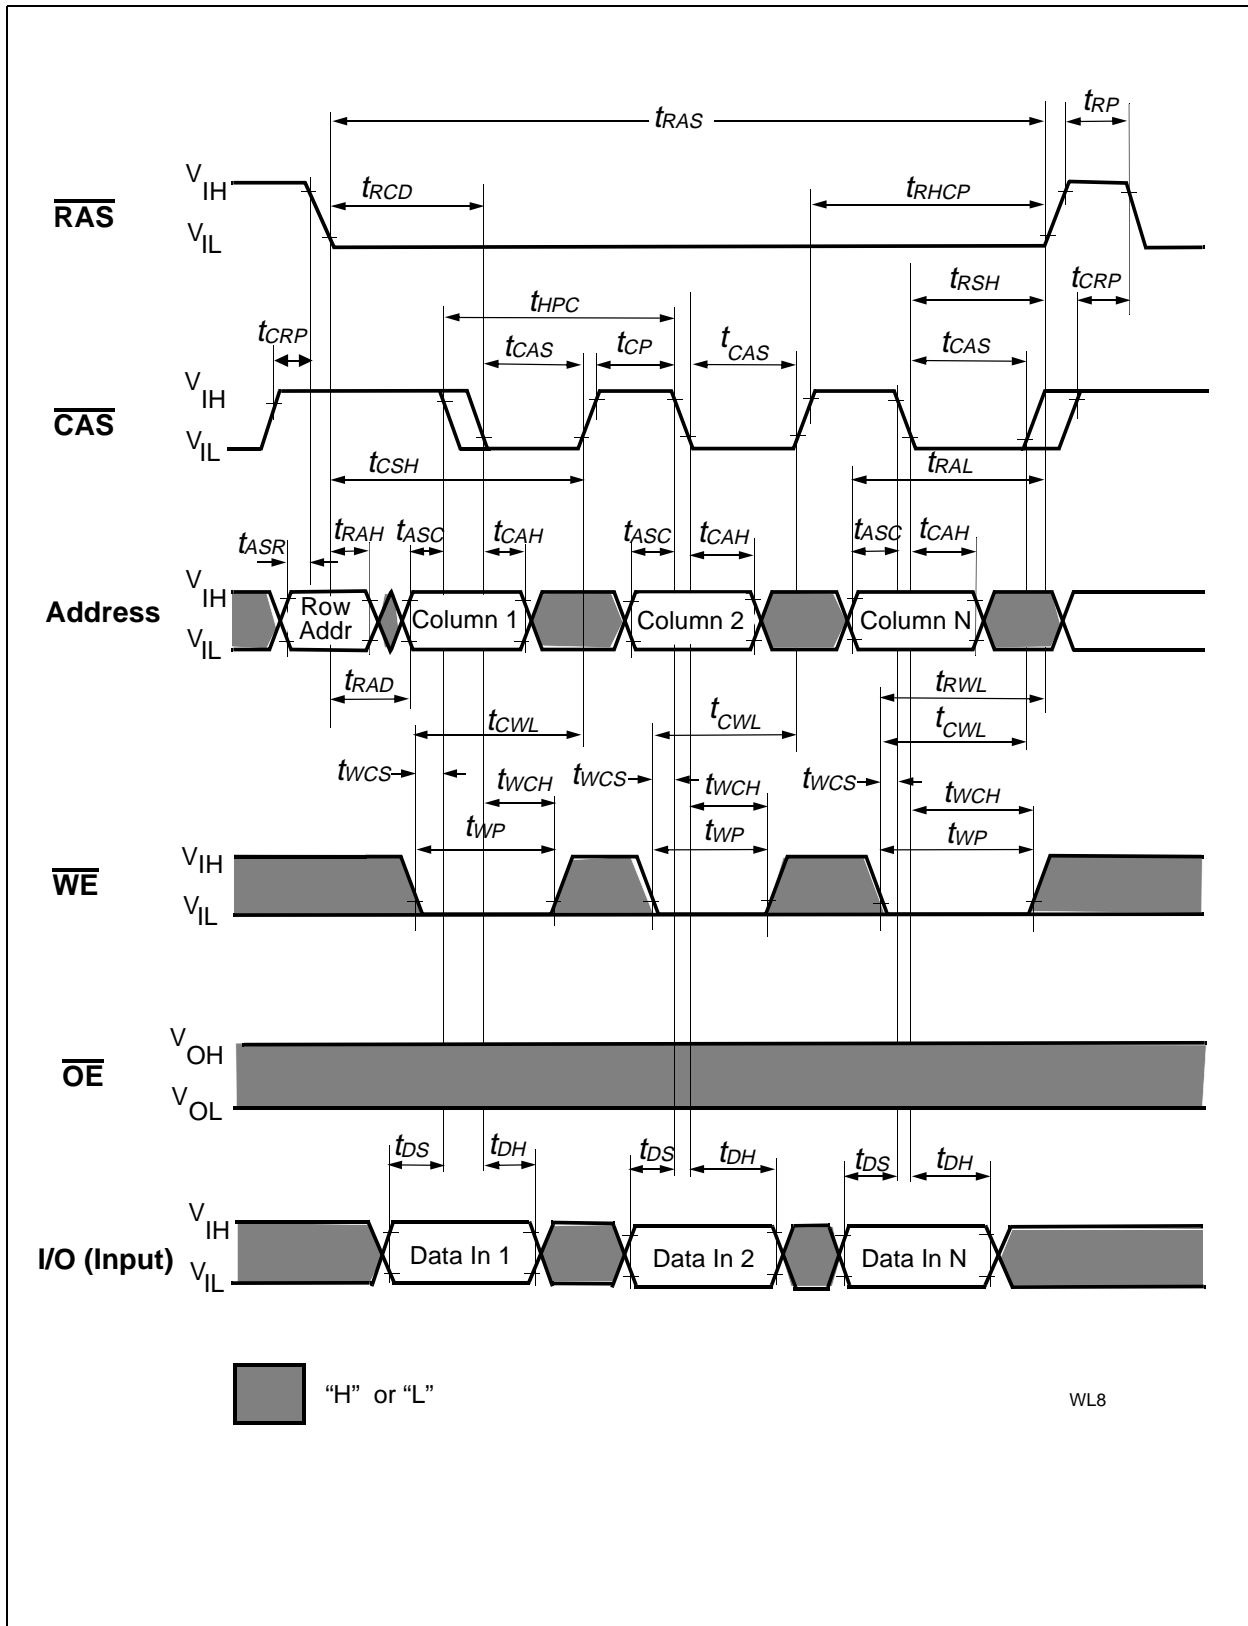 tRAS tRP
VIH
tRCD tRHCP
RAS
VIL
tRSH tCRP
tHPC
tCRP
tCAS tCP tCAS tCAS
VIH
CAS
VIL
tCSH tRAL
tRAH tASC tCAH tASC tCAH tASC tCAH
tASR
VIH
Address Row Addr Column 1 Column 2 Column N
VIL
tRAD tRWL
tCWL tCWL tCWL
tWCS tWCS tWCS
tWCH tWCH tWCH
tWP tWP tWP
VIH
WE
VIL
VOH
OE
VOL
tDS tDH tDS tDH tDS tDH
VIH
I/O (Input) Data In 1 Data In 2 Data In N
VIL
“H” or “L”
WL8